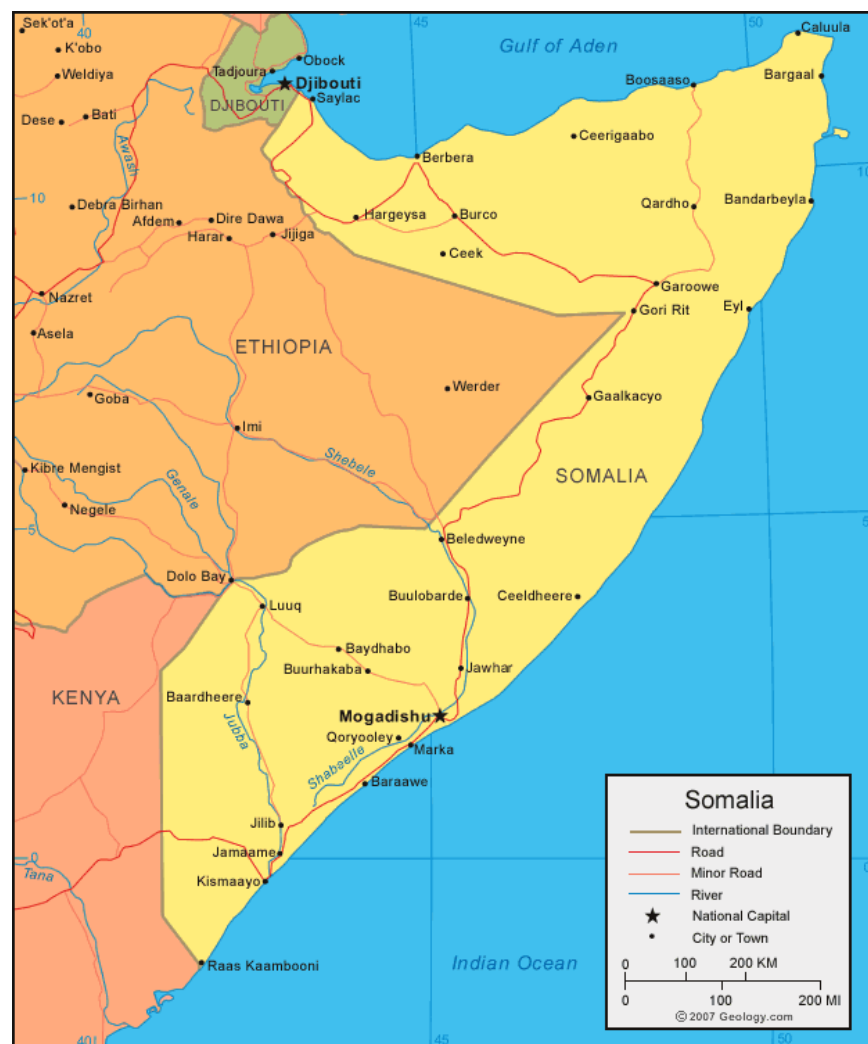 Sek'ot'a
40
45
50
Caluula
K'obo
Obock
Gulf of Aden
Weldiya
Tadjoura
Djibouti
Boosaaso
Bargaal
DJIBOUTI
Saylac
Bati
Dese
Awash
Ceerigaabo
Berbera
10
10
Debra Birhan
Afdem
Dire Dawa
Hargeysa
Burco
Qardho
Bandarbeyla
Harar
Jijiga
Ceek
Nazret
Garoowe
Gori Rit
Eyl
Asela
ETHIOPIA
Werder
Goba
Gaalkacyo
Imi
Shebele
Kibre Mengist
Genale
SOMALIA
Negele
5
5
Beledweyne
Dolo Bay
Luuq
Buulobarde
Ceeldheere
Baydhabo
Buurhakaba
Jawhar
KENYA
Baardheere
Jubba
Mogadishu
Qoryooley
Marka
Shabaelle
Baraawe
Jilib
Jamaame
0
0
Tana
Kismaayo
Raas Kaambooni
Indian Ocean
40
45
50
Somalia
International Boundary
Road
Minor Road
River
National Capital
City or Town
0 100 200 KM
0 100 200 MI
© 2007 Geology.com